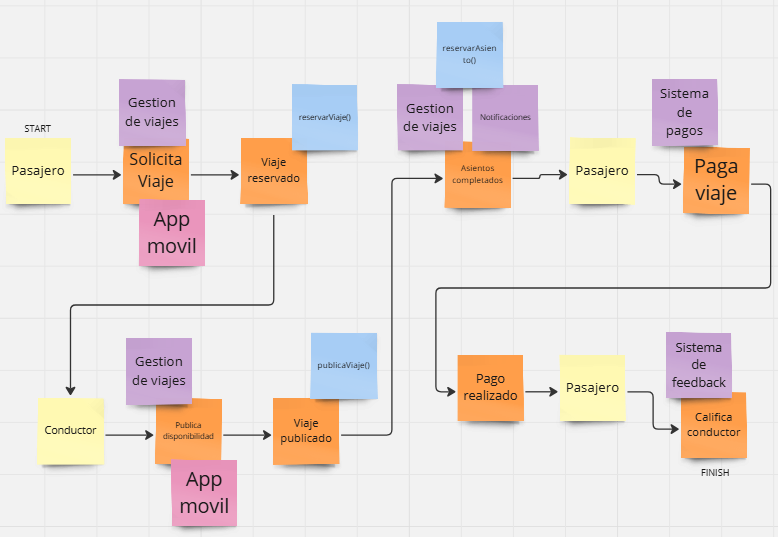 START
Pasajero
Gestion
de viajes
Solicita
Viaje
App
movil
reservarViaje()
Viaje
reservado
Conductor
Gestion
de viajes
Publica
disponibilidad
App
movil
publicaViaje()
Viaje
publicado
reservarAsien
to()
Gestion
de viajes
Notificaciones
Asientos
completados
Pasajero
Sistema
de
pagos
Paga
viaje
Pago
realizado
Pasajero
Sistema
de
feedback
Califica
conductor
FINISH